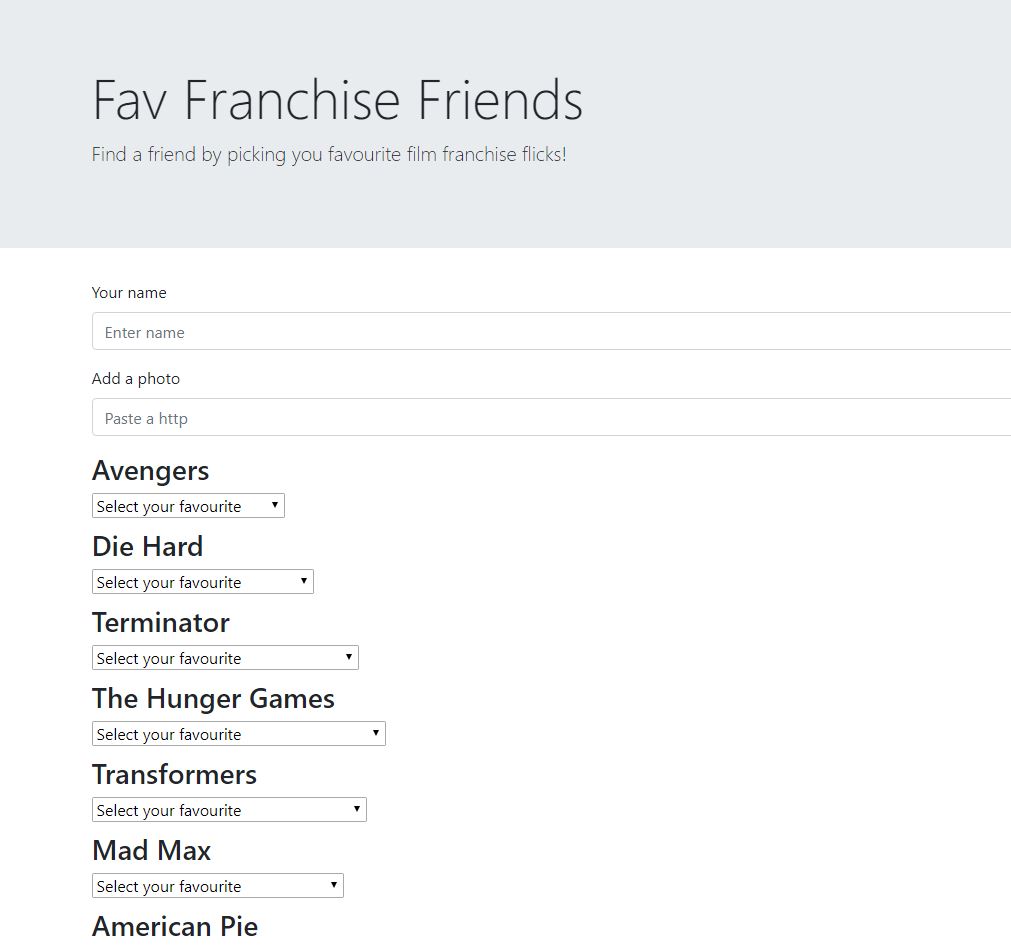 Fav Franchise Friends
Find a friend by picking you favourite film franchise flicks!
Your name
Enter name
Add a photo
Paste a http
Avengers
Select your favourite
Die Hard
Select your favourite
Terminator
Select your favourite
The Hunger Games
Select your favourite
Transformers
Select your favourite
Mad Max
Select your favourite
American Pie